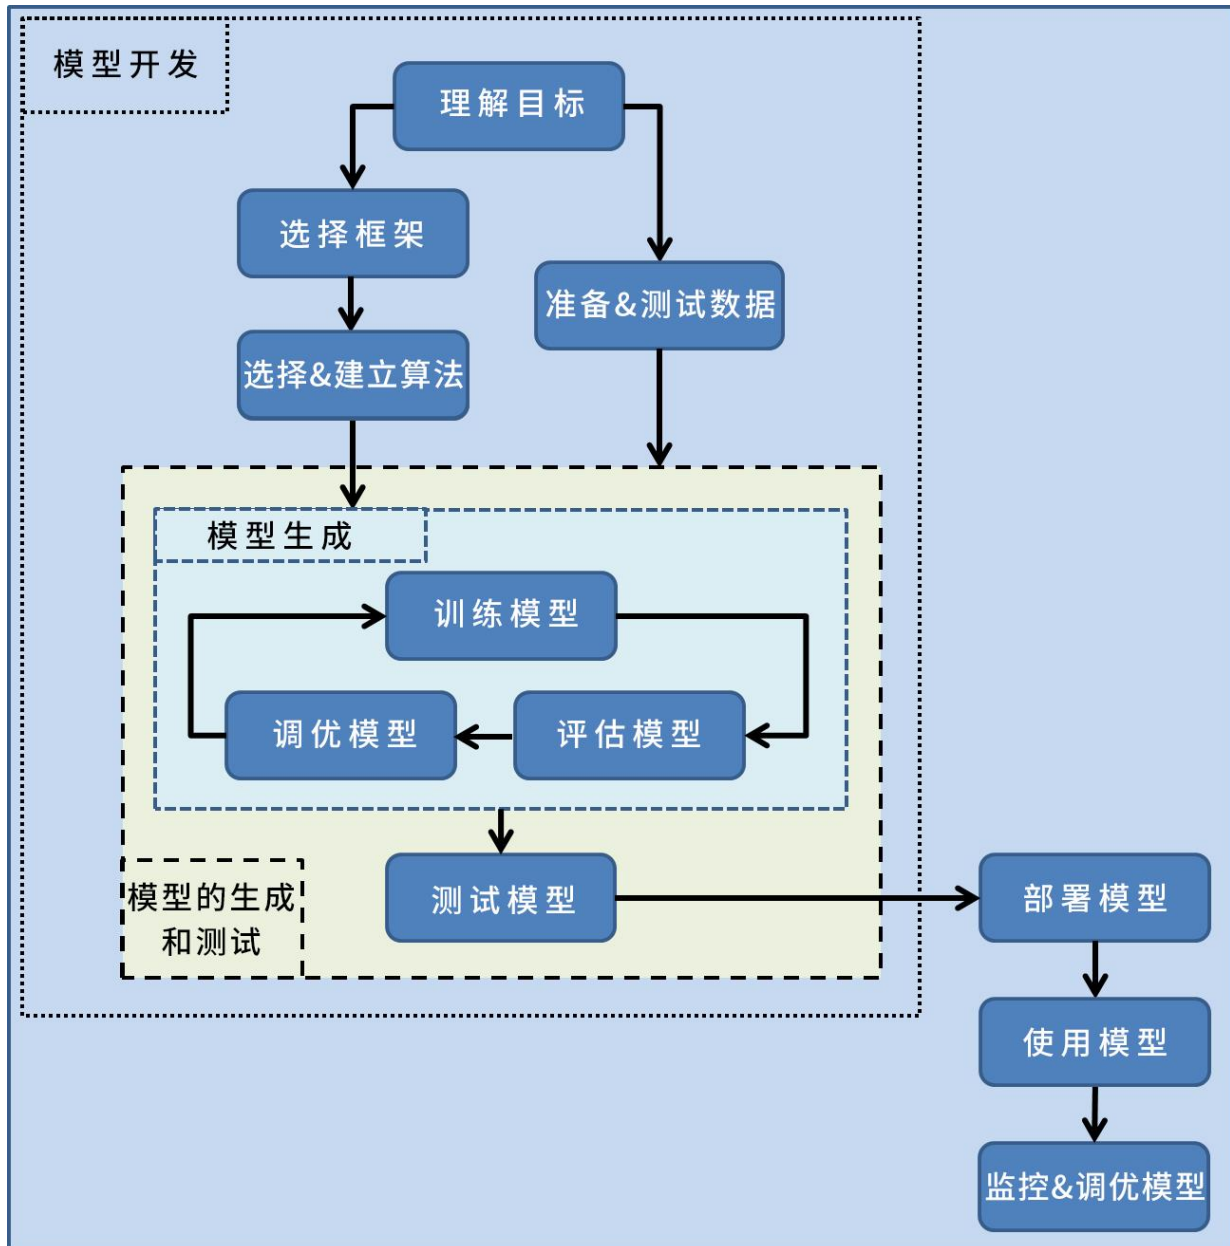 模型开发
理解目标
选择框架
准备&测试数据
选择&建立算法
模型生成
训练模型
调优模型
评估模型
模型的生成
和测试
测试模型
部署模型
使用模型
监控&调优模型